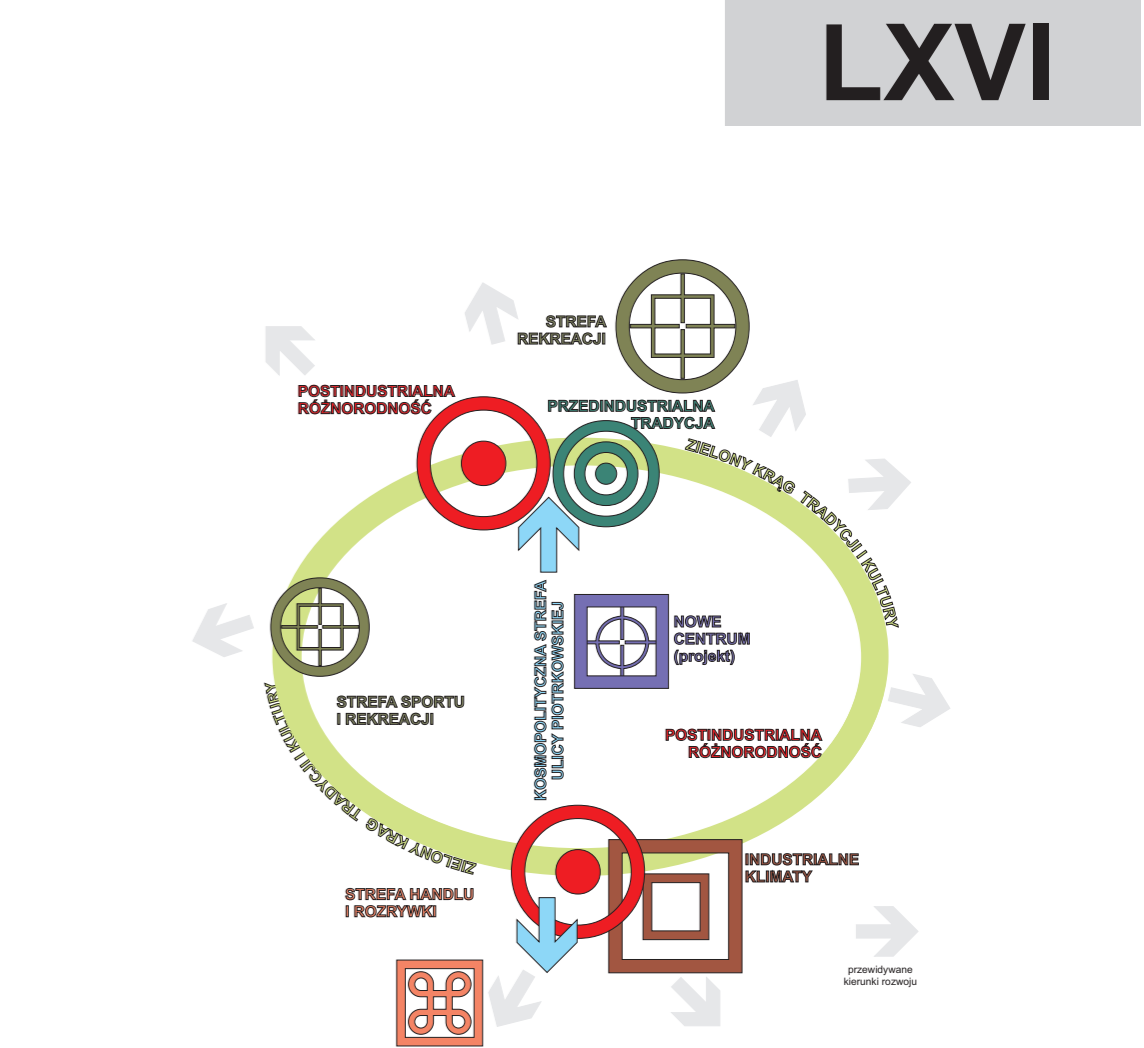 LXVI
STREFA
REKREACJI
POSTINDUSTRIALNA
RÓŻNORODNOŚĆ
PRZEDINDUSTRIALNA
TRADYCJA
ZIELONY KRĄG TRADYCJI I KULTURY
KOSMOPOLITYCZNA STREFA
ULICY PIOTRKOWSKIEJ
NOWE
CENTRUM
(projekt)
STREFA SPORTU
I REKREACJI
POSTINDUSTRIALNA
RÓŻNORODNOŚĆ
ZIELONY KRĄG TRADYCJI I KULTURY
INDUSTRIALNE
KLIMATY
STREFA HANDLU
I ROZRYWKI
przewidywane
kierunki rozwoju